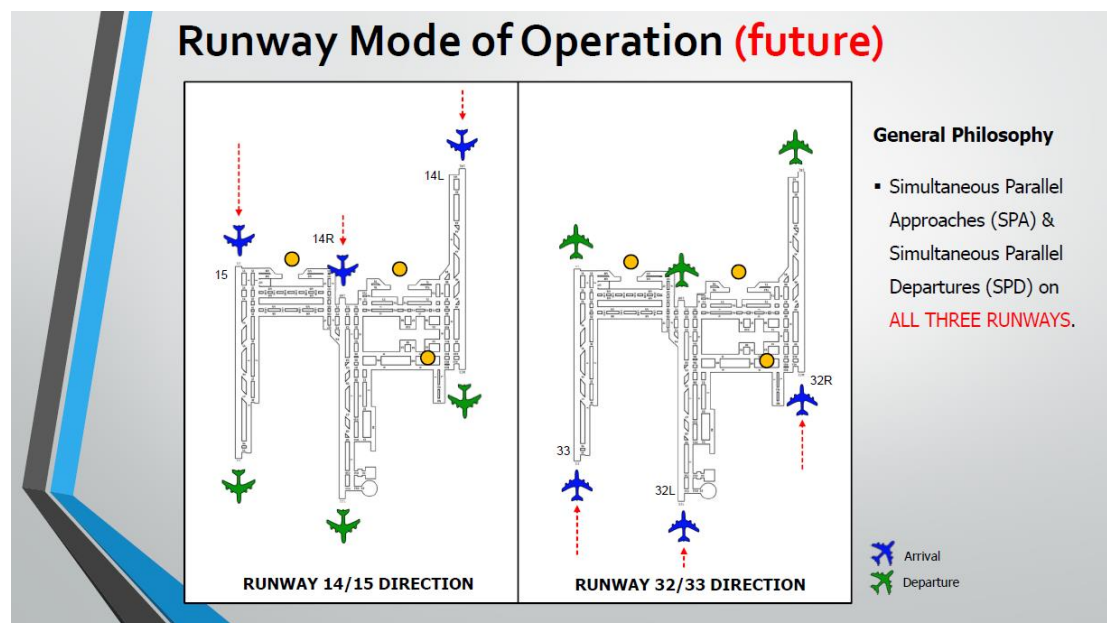 Runway Mode of Operation (future)
14L
14R
15
RUNWAY 14/15 DIRECTION
32R
33
32L
RUNWAY 32/33 DIRECTION
General Philosophy
▪ Simultaneous Parallel
Approaches (SPA) &
Simultaneous Parallel
Departures (SPD) on
ALL THREE RUNWAYS.
Arrival
Departure